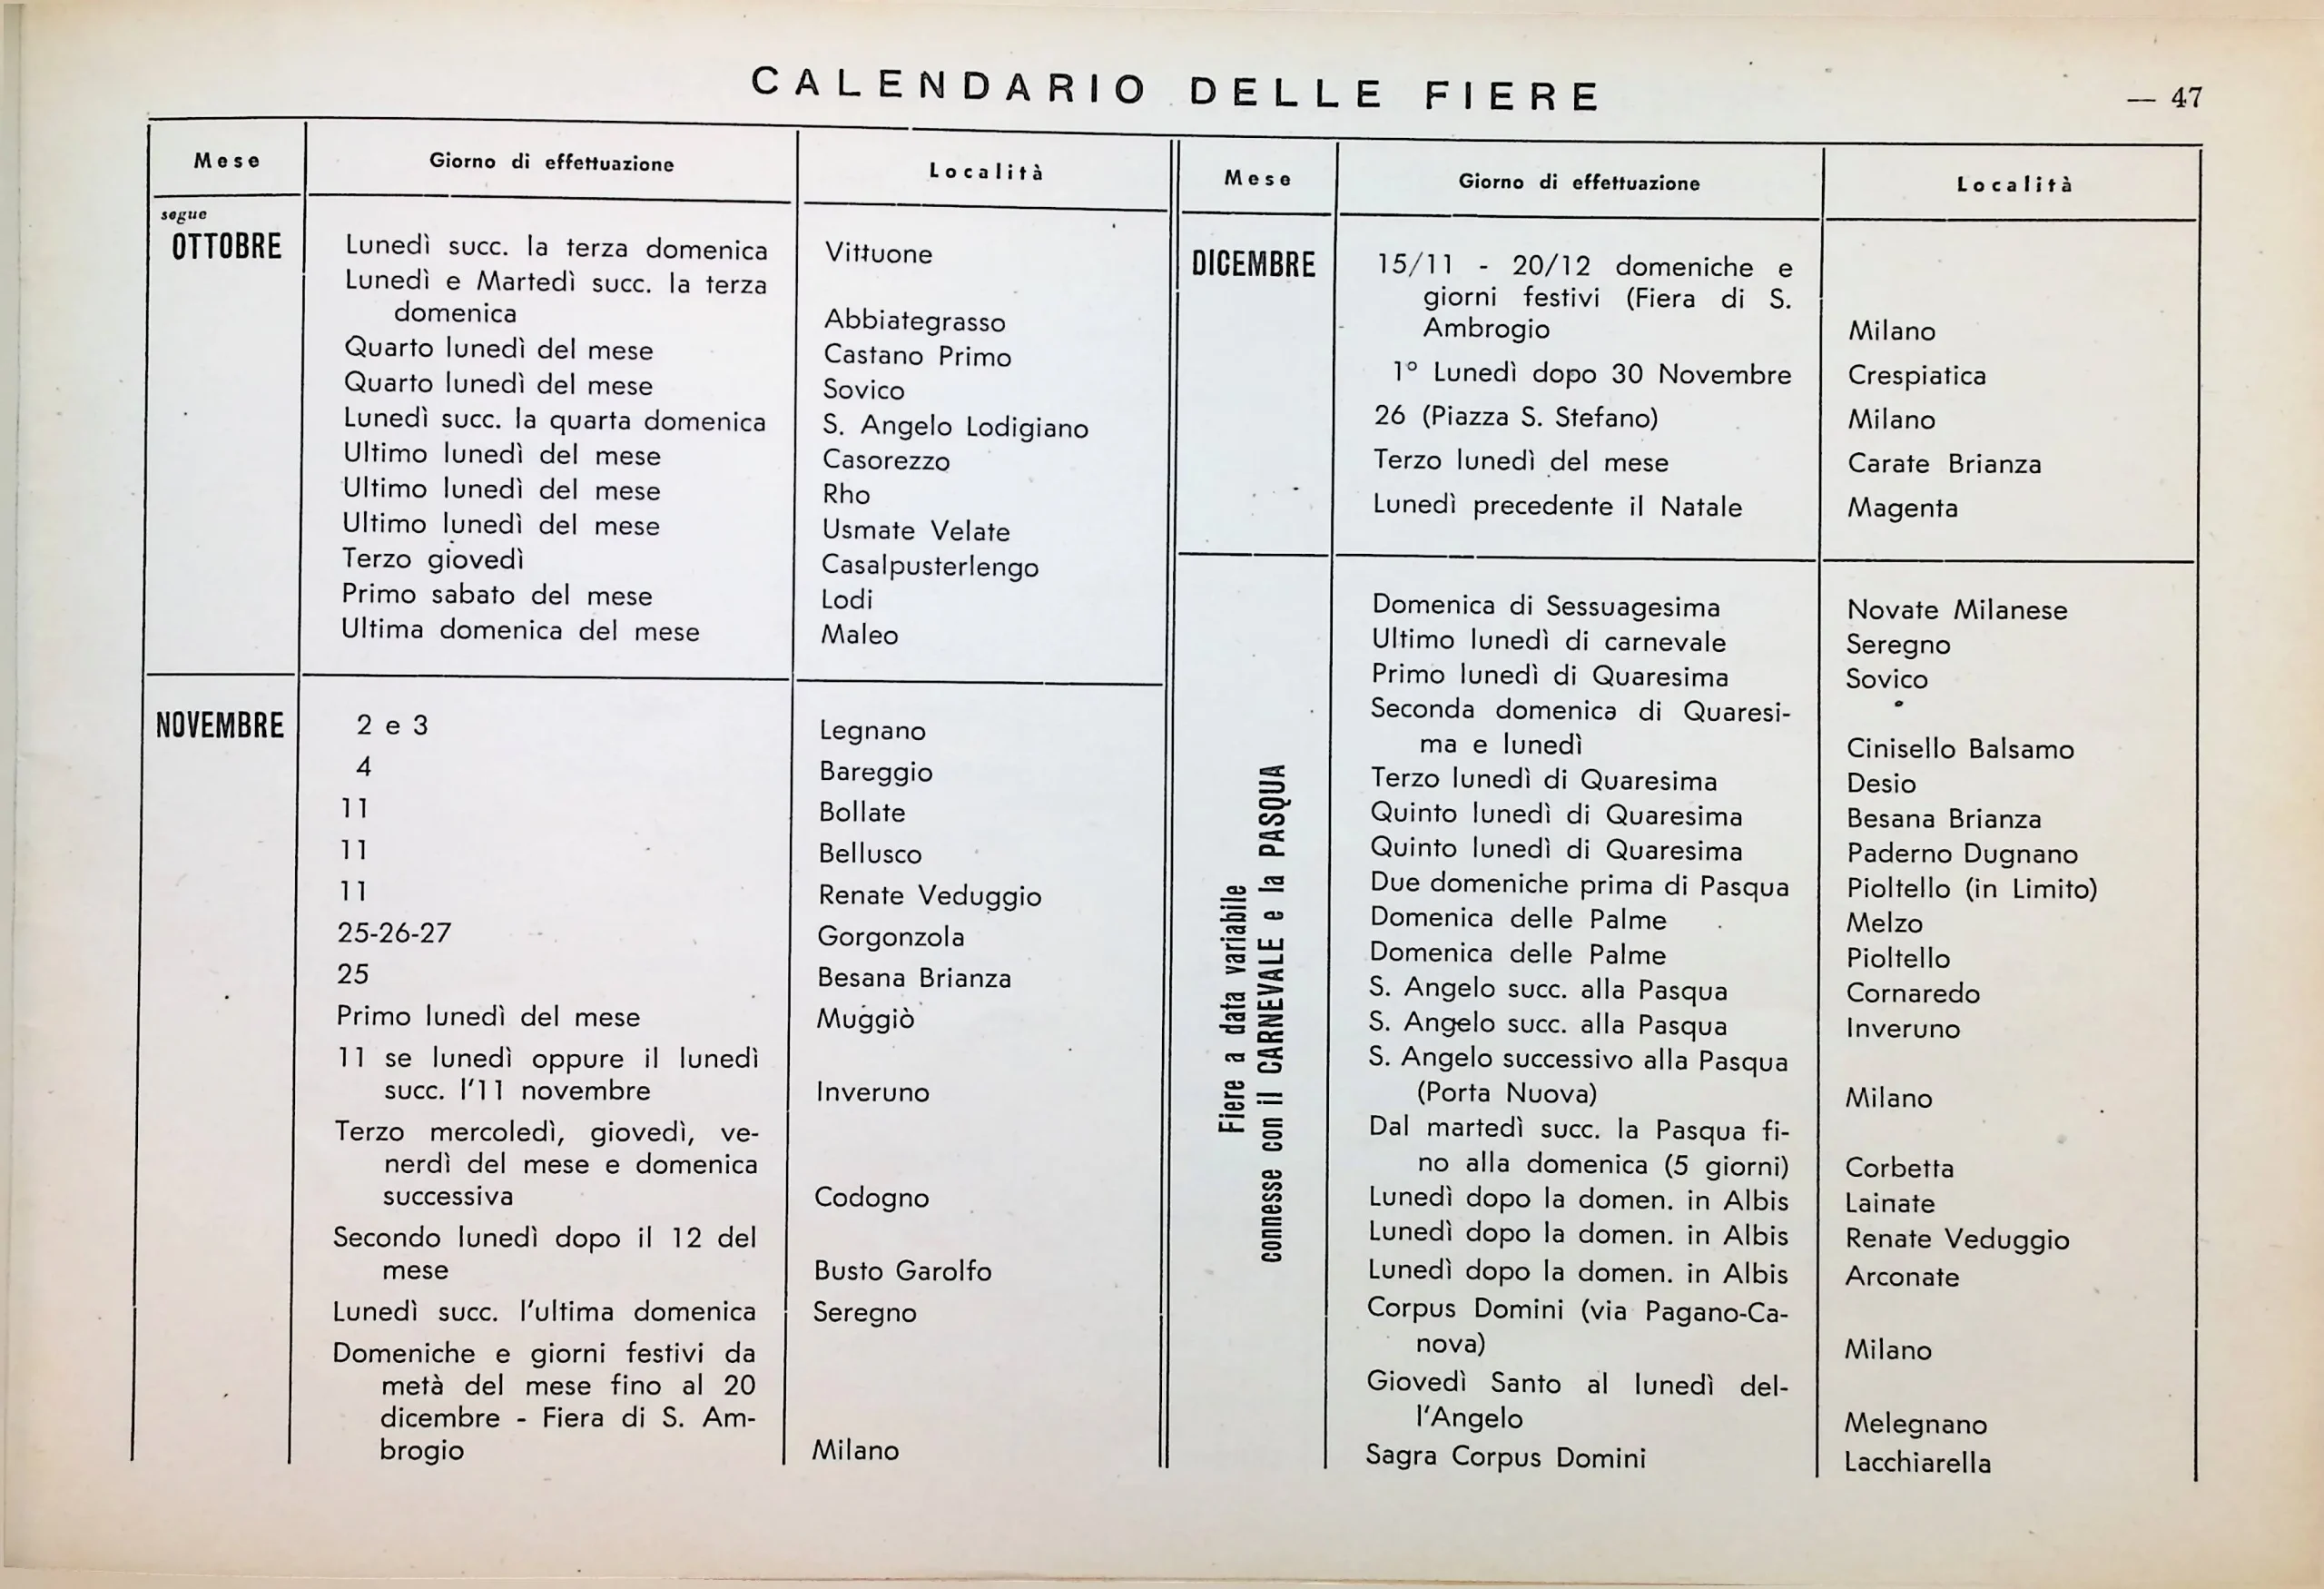 CALENDARIO DELLE FIERE
— 47
Mese Giorno di effettuazione Località
segue
OTTOBRE
Lunedì succ. la terza domenica Vittuone
Lunedì e Martedì succ. la terza
domenica Abbiategrasso
Quarto lunedì del mese Castano Primo
Quarto lunedì del mese Sovico
Lunedì succ. la quarta domenica S. Angelo Lodigiano
Ultimo lunedì del mese Casorezzo
Ultimo lunedì del mese Rho
Ultimo lunedì del mese Usmate Velate
Terzo giovedì Casalpusterlengo
Primo sabato del mese Lodi
Ultima domenica del mese Maleo
NOVEMBRE
2 e 3 Legnano
4 Bareggio
11 Bollate
11 Bellusco
11 Renate Veduggio
25-26-27 Gorgonzola
25 Besana Brianza
Primo lunedì del mese Muggiò
11 se lunedì oppure il lunedì
succ. l'11 novembre Inveruno
Terzo mercoledì, giovedì, ve-
nerdì del mese e domenica
successiva Codogno
Secondo lunedì dopo il 12 del
mese Busto Garolfo
Lunedì succ. l'ultima domenica Seregno
Domeniche e giorni festivi da
metà del mese fino al 20
dicembre - Fiera di S. Am-
brogio Milano
Mese Giorno di effettuazione Località
DICEMBRE
15/11 - 20/12 domeniche e
giorni festivi (Fiera di S.
Ambrogio Milano
1° Lunedì dopo 30 Novembre Crespiatica
26 (Piazza S. Stefano) Milano
Terzo lunedì del mese Carate Brianza
Lunedì precedente il Natale Magenta
Fiere a data variabile
connesse con il CARNEVALE e la PASQUA
Domenica di Sessuagesima Novate Milanese
Ultimo lunedì di carnevale Seregno
Primo lunedì di Quaresima Sovico
Seconda domenica di Quaresi-
ma e lunedì Cinisello Balsamo
Terzo lunedì di Quaresima Desio
Quinto lunedì di Quaresima Besana Brianza
Quinto lunedì di Quaresima Paderno Dugnano
Due domeniche prima di Pasqua Pioltello (in Limito)
Domenica delle Palme Melzo
Domenica delle Palme Pioltello
S. Angelo succ. alla Pasqua Cornaredo
S. Angelo succ. alla Pasqua Inveruno
S. Angelo successivo alla Pasqua
(Porta Nuova) Milano
Dal martedì succ. la Pasqua fi-
no alla domenica (5 giorni) Corbetta
Lunedì dopo la domen. in Albis Lainate
Lunedì dopo la domen. in Albis Renate Veduggio
Lunedì dopo la domen. in Albis Arconate
Corpus Domini (via Pagano-Ca-
nova) Milano
Giovedì Santo al lunedì del-
l'Angelo Melegnano
Sagra Corpus Domini Lacchiarella